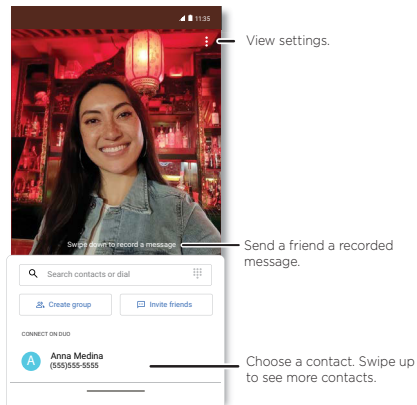 11:35
View settings.
Swipe down to record a message
Send a friend a recorded
message.
Search contacts or dial
Create group
Invite friends
CONNECT ON DUO
A
Anna Medina
(555)555-5555
Choose a contact. Swipe up
to see more contacts.